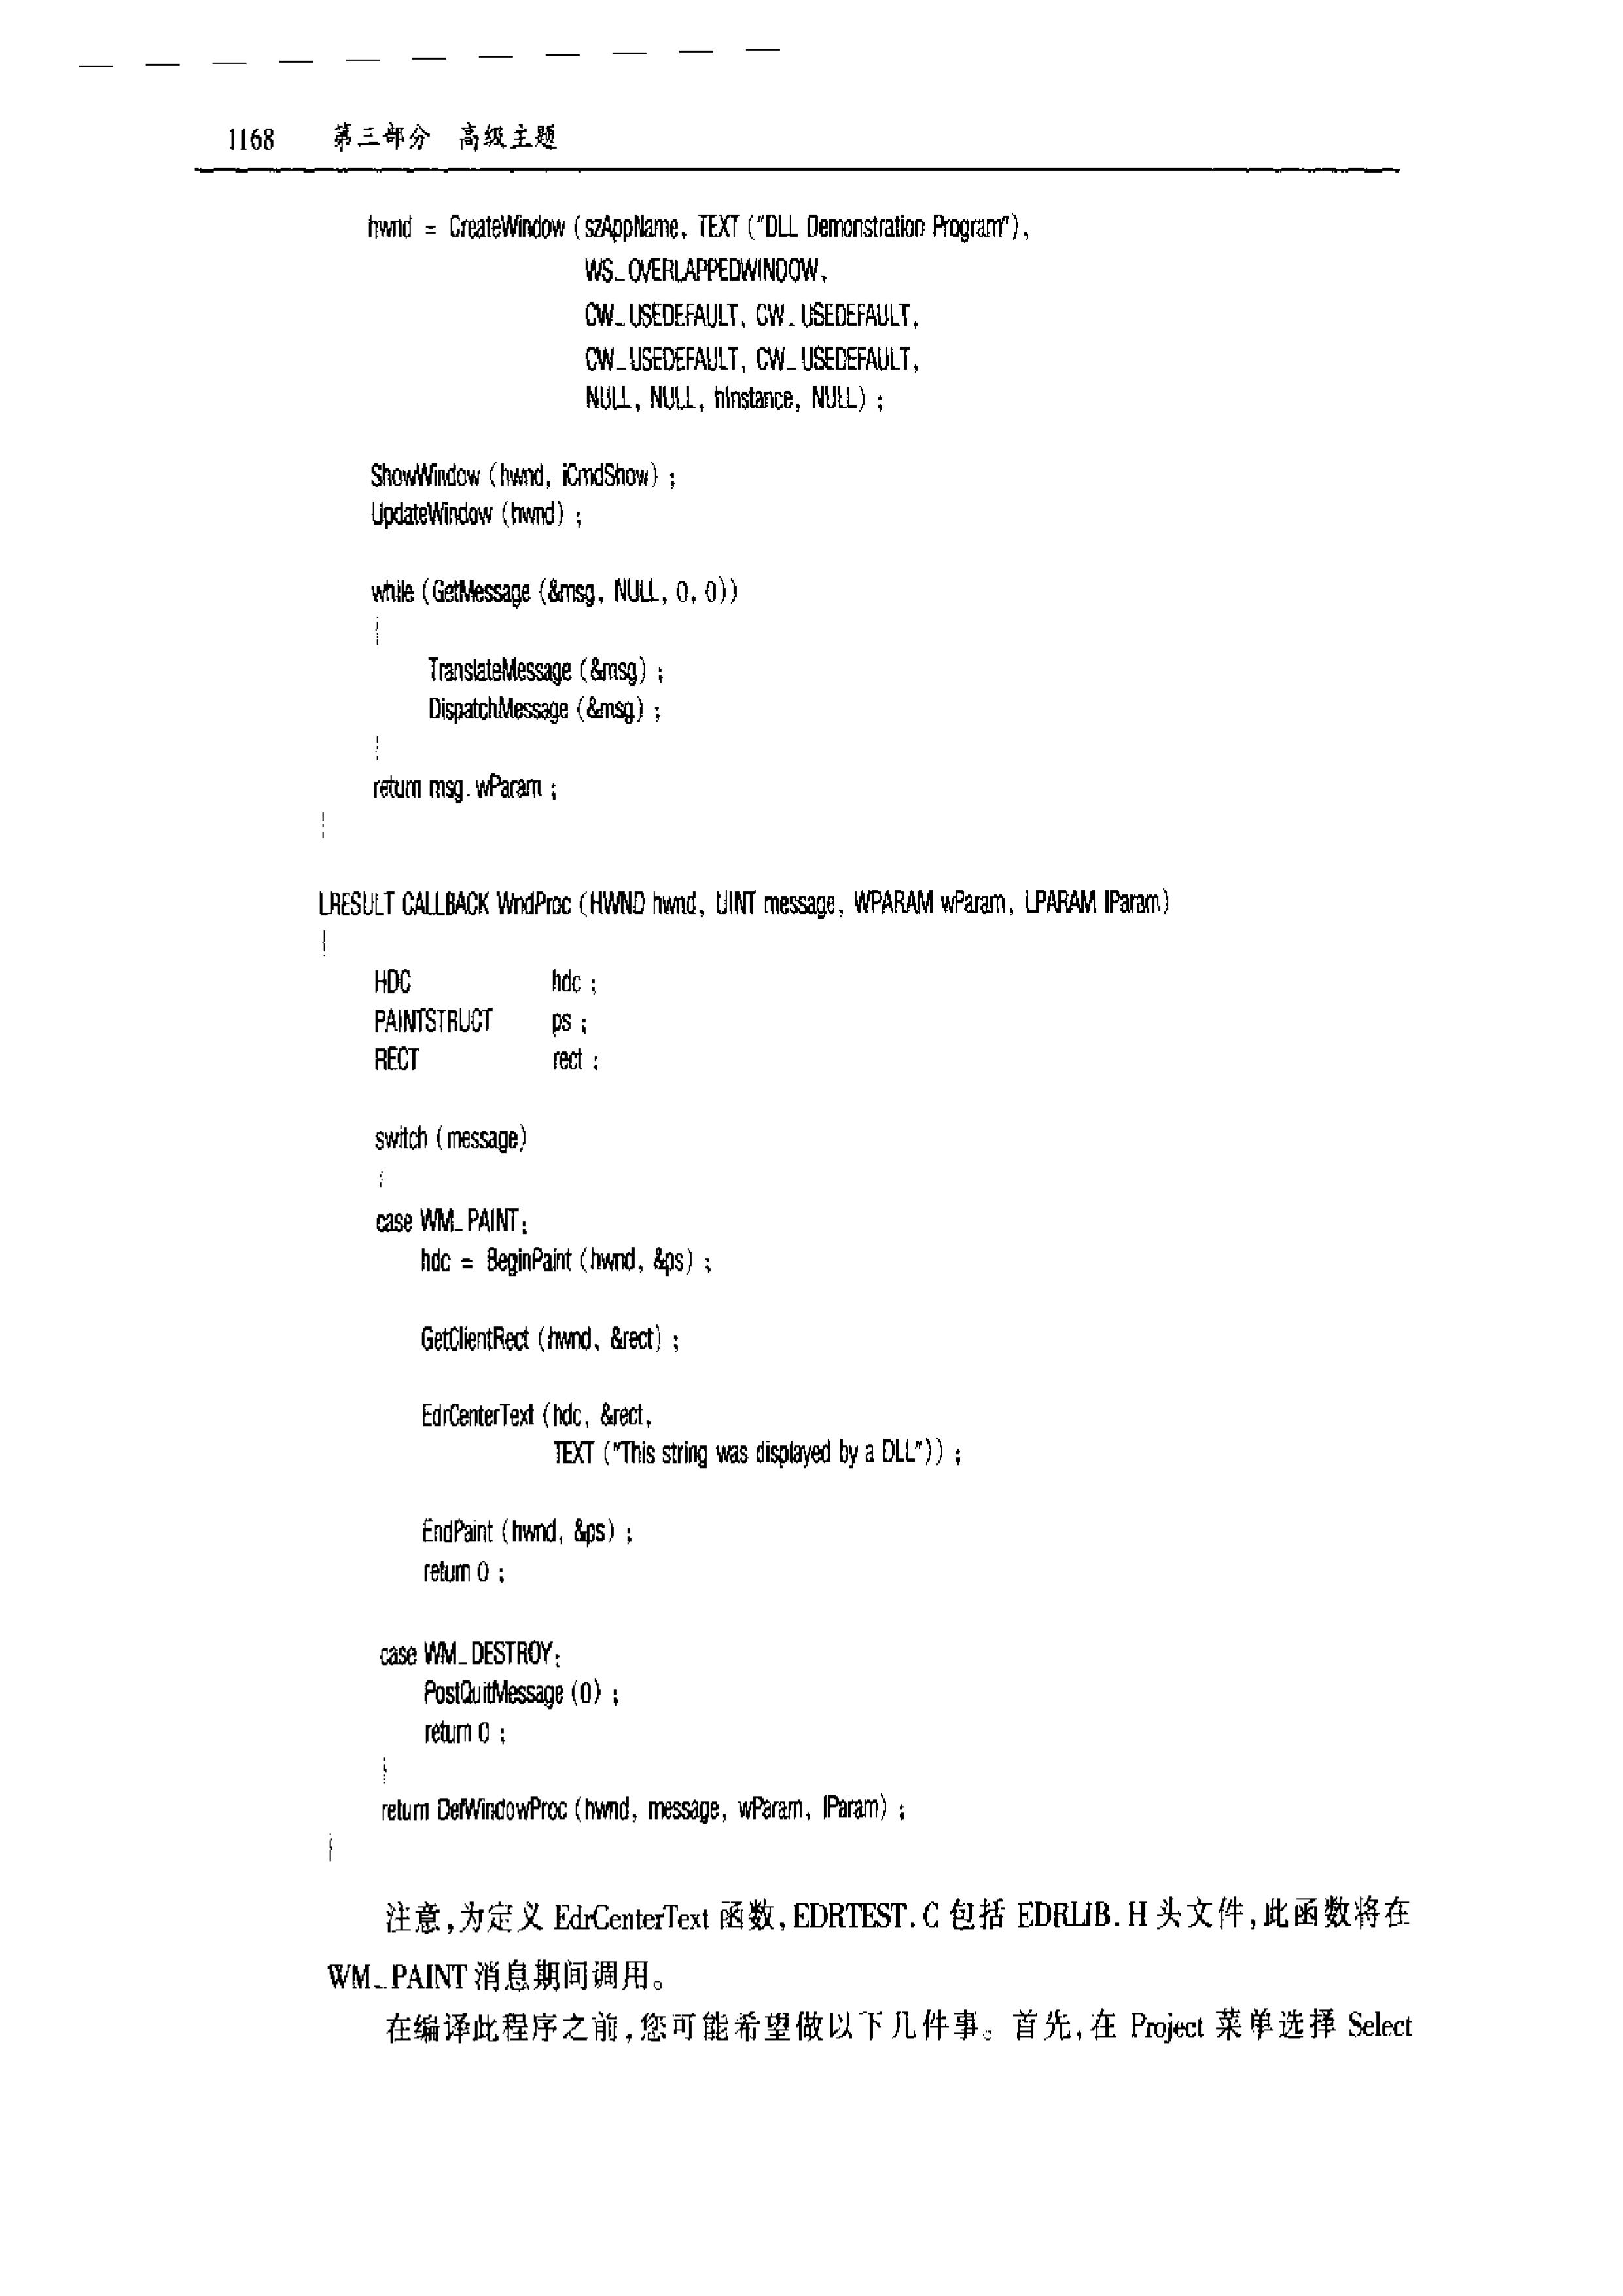 1168 第三部分 高级主题
hwnd = CreateWindow (szAppName, TEXT ("DLL Demonstration Program"),
WS_OVERLAPPEDWINDOW,
CW_USEDEFAULT, CW_USEDEFAULT,
CW_USEDEFAULT, CW_USEDEFAULT,
NULL, NULL, hInstance, NULL) ;
ShowWindow (hwnd, iCmdShow) ;
UpdateWindow (hwnd) ;
while (GetMessage (&msg, NULL, 0, 0))
{
TranslateMessage (&msg) ;
DispatchMessage (&msg) ;
}
return msg.wParam ;
}
LRESULT CALLBACK WndProc (HWND hwnd, UINT message, WPARAM wParam, LPARAM lParam)
{
HDC hdc ;
PAINTSTRUCT ps ;
RECT rect ;
switch (message)
{
case WM_PAINT:
hdc = BeginPaint (hwnd, &ps) ;
GetClientRect (hwnd, &rect) ;
EdrCenterText (hdc, &rect,
TEXT ("This string was displayed by a DLL")) ;
EndPaint (hwnd, &ps) ;
return 0 ;
case WM_DESTROY:
PostQuitMessage (0) ;
return 0 ;
}
return DefWindowProc (hwnd, message, wParam, lParam) ;
}
注意,为定义 EdrCenterText 函数,EDRTEST.C 包括 EDRLIB.H 头文件,此函数将在
WM_PAINT 消息期间调用。
在编译此程序之前,您可能希望做以下几件事。首先,在 Project 菜单选择 Select